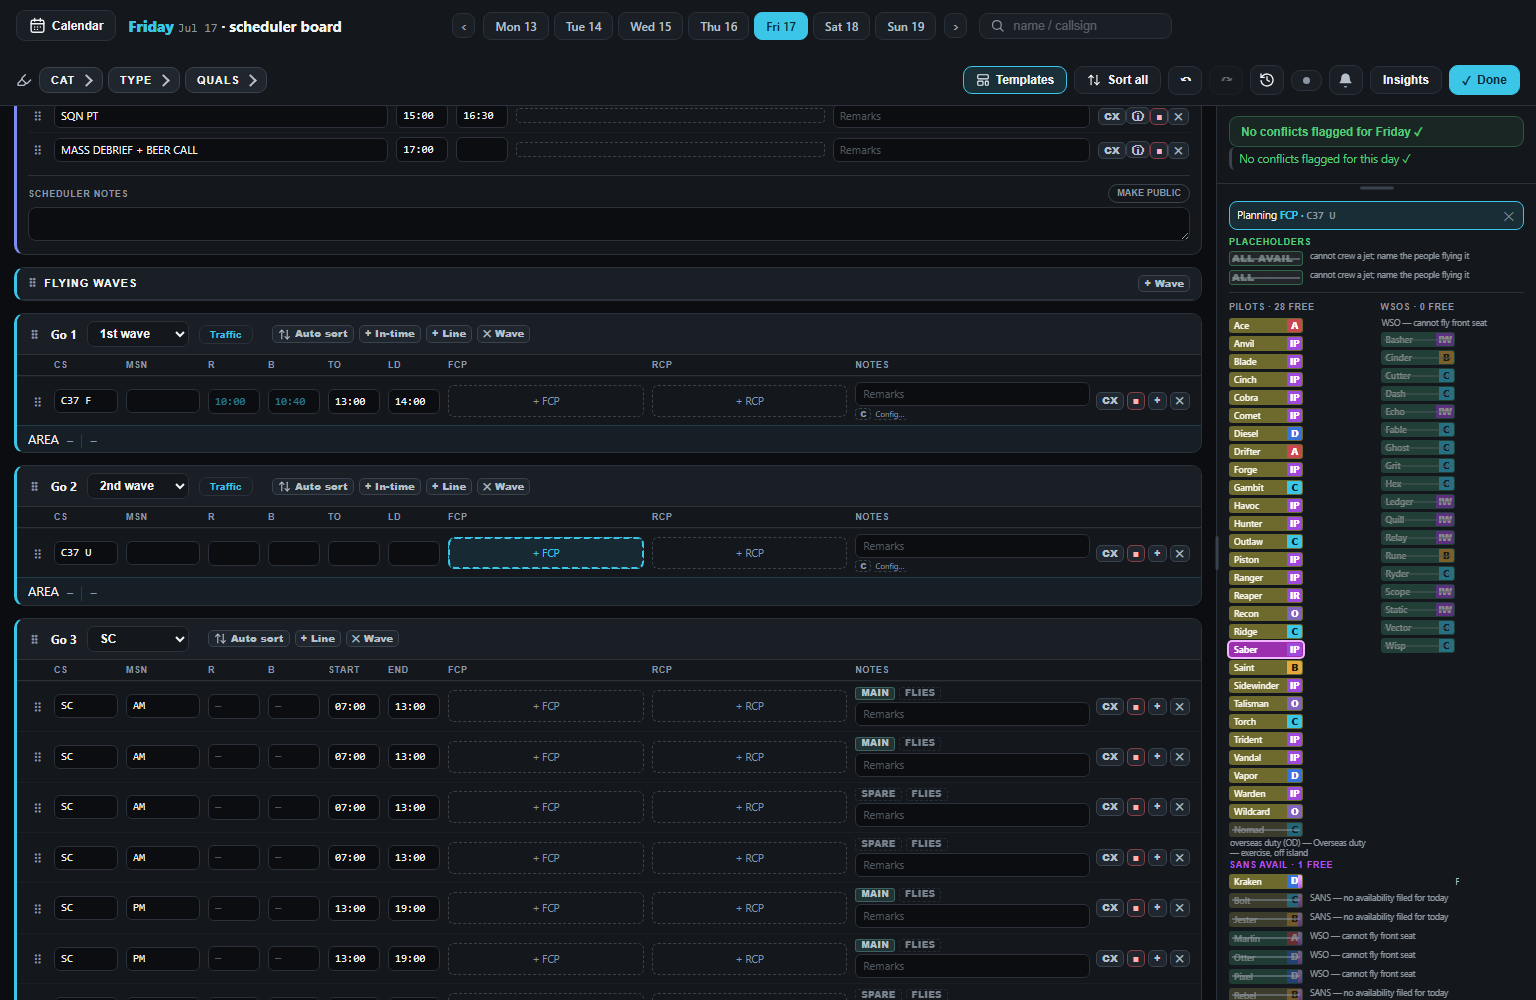 Calendar
Friday Jul 17 · scheduler board
‹ Mon 13 Tue 14 Wed 15 Thu 16 Fri 17 Sat 18 Sun 19 ›
name / callsign
CAT TYPE QUALS
Templates Sort all Insights ✓ Done
SQN PT 15:00 16:30 Remarks CX
MASS DEBRIEF + BEER CALL 17:00 Remarks CX
SCHEDULER NOTES MAKE PUBLIC
FLYING WAVES + Wave
Go 1 1st wave Traffic Auto sort + In-time + Line × Wave
CS MSN R B TO LD FCP RCP NOTES
C37 F 10:00 10:40 13:00 14:00 + FCP + RCP Remarks CX
C Config...
AREA – –
Go 2 2nd wave Traffic Auto sort + In-time + Line × Wave
CS MSN R B TO LD FCP RCP NOTES
C37 U + FCP + RCP Remarks CX
C Config...
AREA – –
Go 3 SC Auto sort + Line × Wave
CS MSN R B START END FCP RCP NOTES
MAIN FLIES
SC AM – – 07:00 13:00 + FCP + RCP Remarks CX
MAIN FLIES
SC AM – – 07:00 13:00 + FCP + RCP Remarks CX
SPARE FLIES
SC AM – – 07:00 13:00 + FCP + RCP Remarks CX
SPARE FLIES
SC AM – – 07:00 13:00 + FCP + RCP Remarks CX
MAIN FLIES
SC PM – – 13:00 19:00 + FCP + RCP Remarks CX
MAIN FLIES
SC PM – – 13:00 19:00 + FCP + RCP Remarks CX
SPARE FLIES
No conflicts flagged for Friday ✓
No conflicts flagged for this day ✓
Planning FCP · C37 U
PLACEHOLDERS
ALL AVAIL cannot crew a jet; name the people flying it
ALL cannot crew a jet; name the people flying it
PILOTS · 28 FREE
Ace A
Anvil IP
Blade IP
Cinch IP
Cobra IP
Comet IP
Diesel D
Drifter A
Forge IP
Gambit C
Havoc IP
Hunter IP
Outlaw C
Piston IP
Ranger IP
Reaper IR
Recon O
Ridge C
Saber IP
Saint B
Sidewinder IP
Talisman O
Torch C
Trident IP
Vandal IP
Vapor D
Warden IP
Wildcard O
Nomad C
overseas duty (OD) — Overseas duty
— exercise, off island
WSOS · 0 FREE
WSO — cannot fly front seat
Basher IW
Cinder B
Cutter C
Dash C
Echo IW
Fable C
Ghost C
Grit C
Hex C
Ledger IW
Quill IW
Relay IW
Rune B
Ryder C
Scope IW
Static IW
Vector C
Wisp C
SANS AVAIL · 1 FREE
Kraken D F
Bolt C SANS — no availability filed for today
Jester B SANS — no availability filed for today
Marlin A WSO — cannot fly front seat
Otter D WSO — cannot fly front seat
Pixel D WSO — cannot fly front seat
Rebel B SANS — no availability filed for today